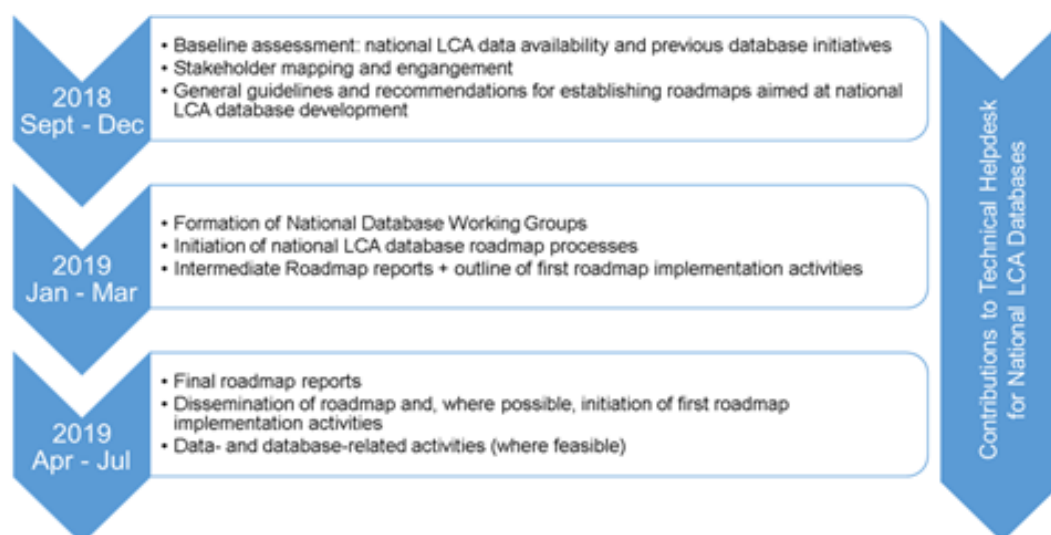 2018
Sept - Dec
• Baseline assessment: national LCA data availability and previous database initiatives
• Stakeholder mapping and engangement
• General guidelines and recommendations for establishing roadmaps aimed at national
LCA database development
2019
Jan - Mar
• Formation of National Database Working Groups
• Initiation of national LCA database roadmap processes
• Intermediate Roadmap reports + outline of first roadmap implementation activities
2019
Apr - Jul
• Final roadmap reports
• Dissemination of roadmap and, where possible, initiation of first roadmap
implementation activities
• Data- and database-related activities (where feasible)
Contributions to Technical Helpdesk
for National LCA Databases